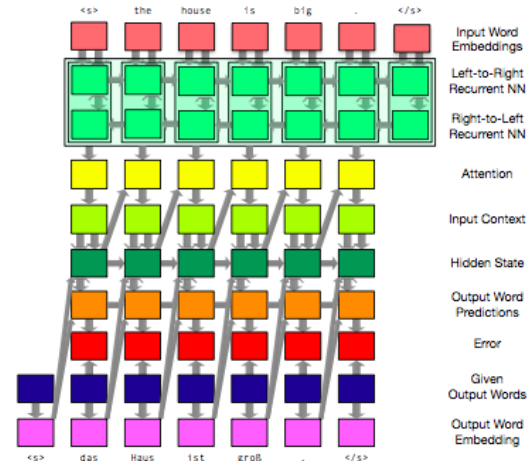 <s> the house is big . </s>
Input Word
Embeddings
Left-to-Right
Recurrent NN
Right-to-Left
Recurrent NN
Attention
Input Context
Hidden State
Output Word
Predictions
Error
Given
Output Words
Output Word
Embedding
<s> das Haus ist groß . </s>